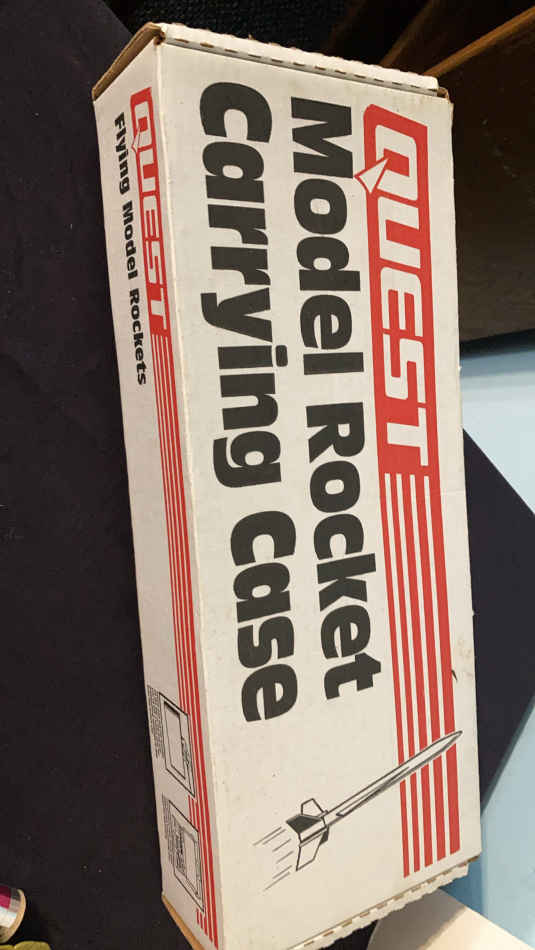 QUEST
Model Rocket
Carrying Case
QUEST
Flying Model Rockets